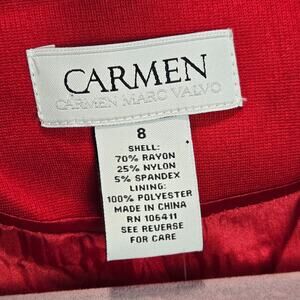 CARMEN
CARMEN MARC VALVO
8
SHELL:
70% RAYON
25% NYLON
5% SPANDEX
LINING:
100% POLYESTER
MADE IN CHINA
RN 106411
SEE REVERSE
FOR CARE